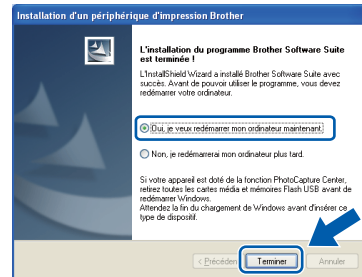 Installation d'un périphérique d'impression Brother
L'installation du programme Brother Software Suite
est terminée !
L'InstallShield Wizard a installé Brother Software Suite avec
succès. Avant de pouvoir utiliser le programme, vous devez
redémarrer votre ordinateur.
Oui, je veux redémarrer mon ordinateur maintenant.
Non, je redémarrerai mon ordinateur plus tard.
Si votre appareil est doté de la fonction PhotoCapture Center,
retirez toutes les cartes média et mémoires Flash USB avant de
redémarrer Windows.
Attendez la fin du chargement de Windows avant d'insérer ce
type de dispositif.
< Précéden Terminer Annuler